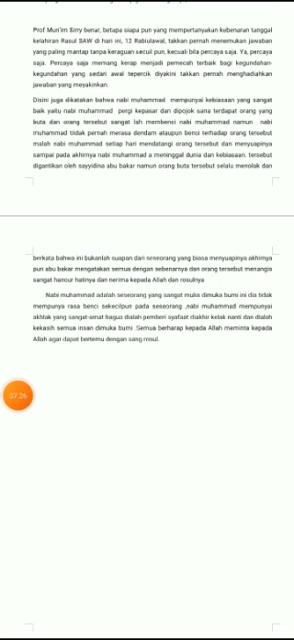 Prof Mun'im Sirry benar, betapa siapa pun yang mempertanyakan kebenaran tanggal
kelahiran Rasul SAW di hari ini, 12 Rabiulawal, takkan pernah menemukan jawaban
yang paling mantap tanpa keraguan secuil pun, kecuali bila percaya saja. Ya, percaya
saja. Percaya saja memang kerap menjadi pemecah terbaik bagi kegundahan-
kegundahan yang sedari awal tepercik diyakini takkan pernah menghadiahkan
jawaban yang meyakinkan.
Disini juga dikatakan bahwa nabi muhammad mempunyai kebiasaan yang sangat
baik yaitu nabi muhammad pergi kepasar dan dipojok sana terdapat orang yang
buta dan orang tersebut sangat lah membensi nabi muhammad namun nabi
muhammad tidak pernah merasa dendam ataupun benci terhadap orang tersebut
malah nabi muhammad setiap hari mendatangi orang tersebut dan menyuapinya
sampai pada akhirnya nabi muhammad a meninggal dunia dan kebiasaan. tersebut
digantikan oleh sayyidina abu bakar namun orang buta tersebut selalu menolak dan
berkata bahwa ini bukanlah suapan dari seseorang yang biasa menyuapinya akhirnya
pun abu bakar mengatakan semua dengan sebenarnya dan orang tersebut menangis
sangat hancur hatinya dan nerima kepada Allah dan rosulnya
Nabi muhammad adalah seseorang yang sangat mulia dimuka bumi ini dia tidak
mempunya rasa benci sekecilpun pada seseorang ,nabi muhammad mempunyai
akhlak yang sangat-amat bagus dialah pemberi syafaat diakhir kelak nanti dan dialah
kekasih semua insan dimuka bumi .Semua berharap kepada Allah meminta kepada
Allah agar dapat bertemu dengan sang rosul.
07.26